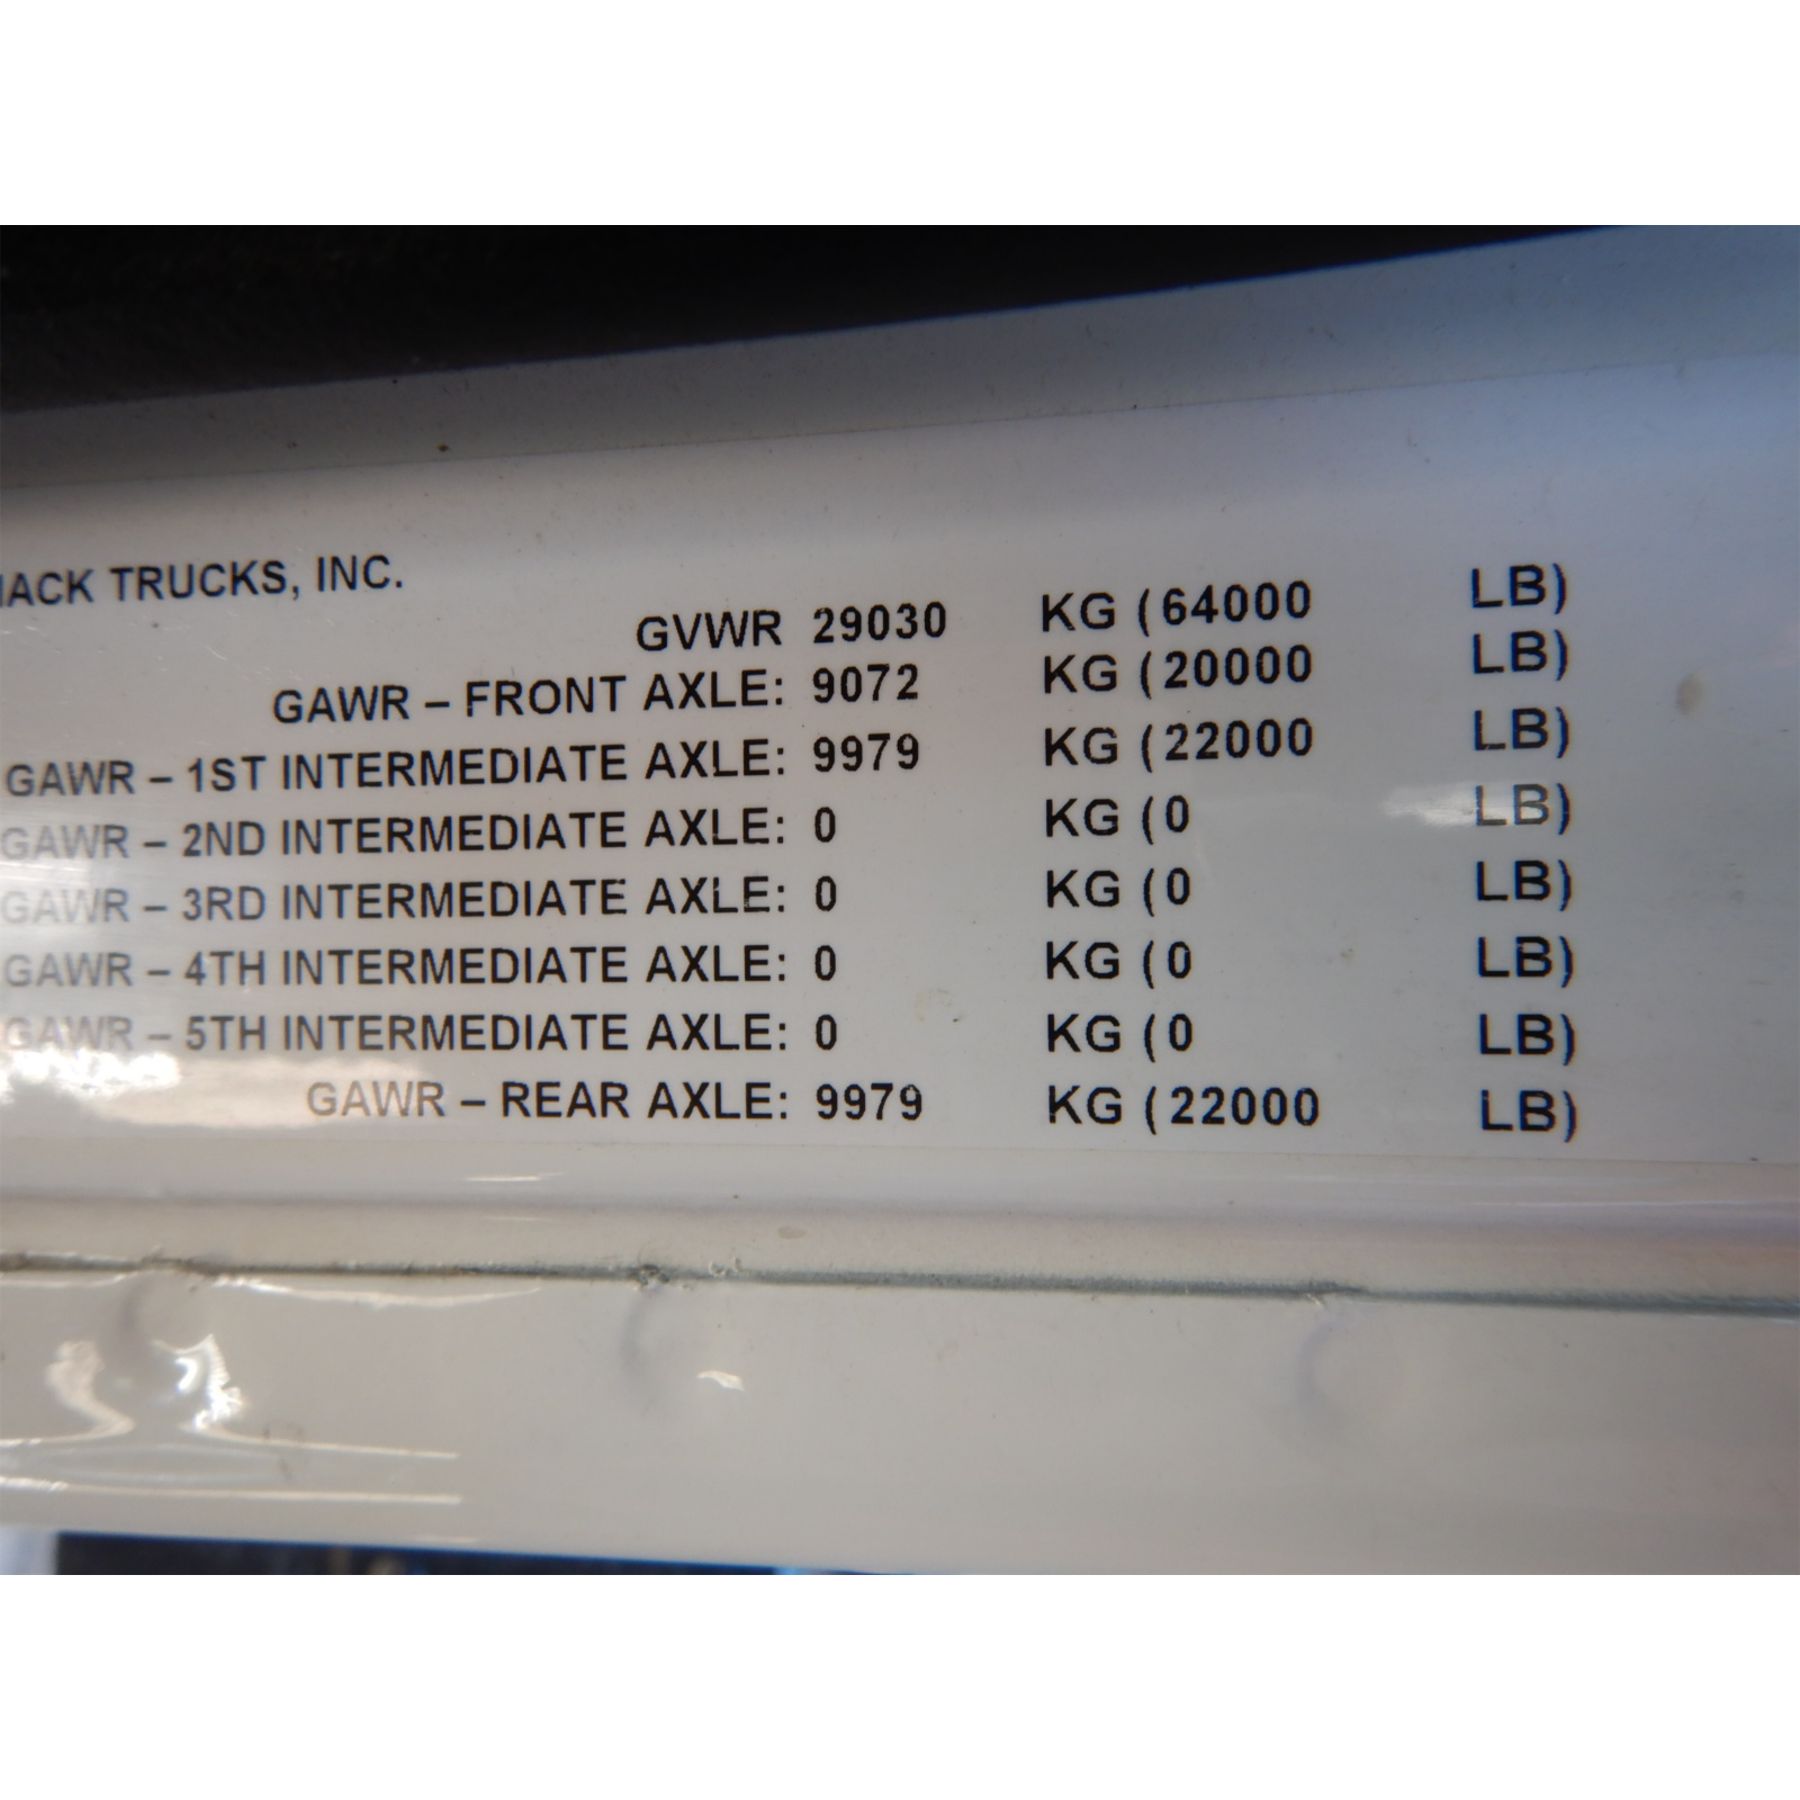 MACK TRUCKS, INC.
GVWR 29030 KG (64000 LB)
GAWR – FRONT AXLE: 9072 KG (20000 LB)
GAWR – 1ST INTERMEDIATE AXLE: 9979 KG (22000 LB)
GAWR – 2ND INTERMEDIATE AXLE: 0 KG (0 LB)
GAWR – 3RD INTERMEDIATE AXLE: 0 KG (0 LB)
GAWR – 4TH INTERMEDIATE AXLE: 0 KG (0 LB)
GAWR – 5TH INTERMEDIATE AXLE: 0 KG (0 LB)
GAWR – REAR AXLE: 9979 KG (22000 LB)